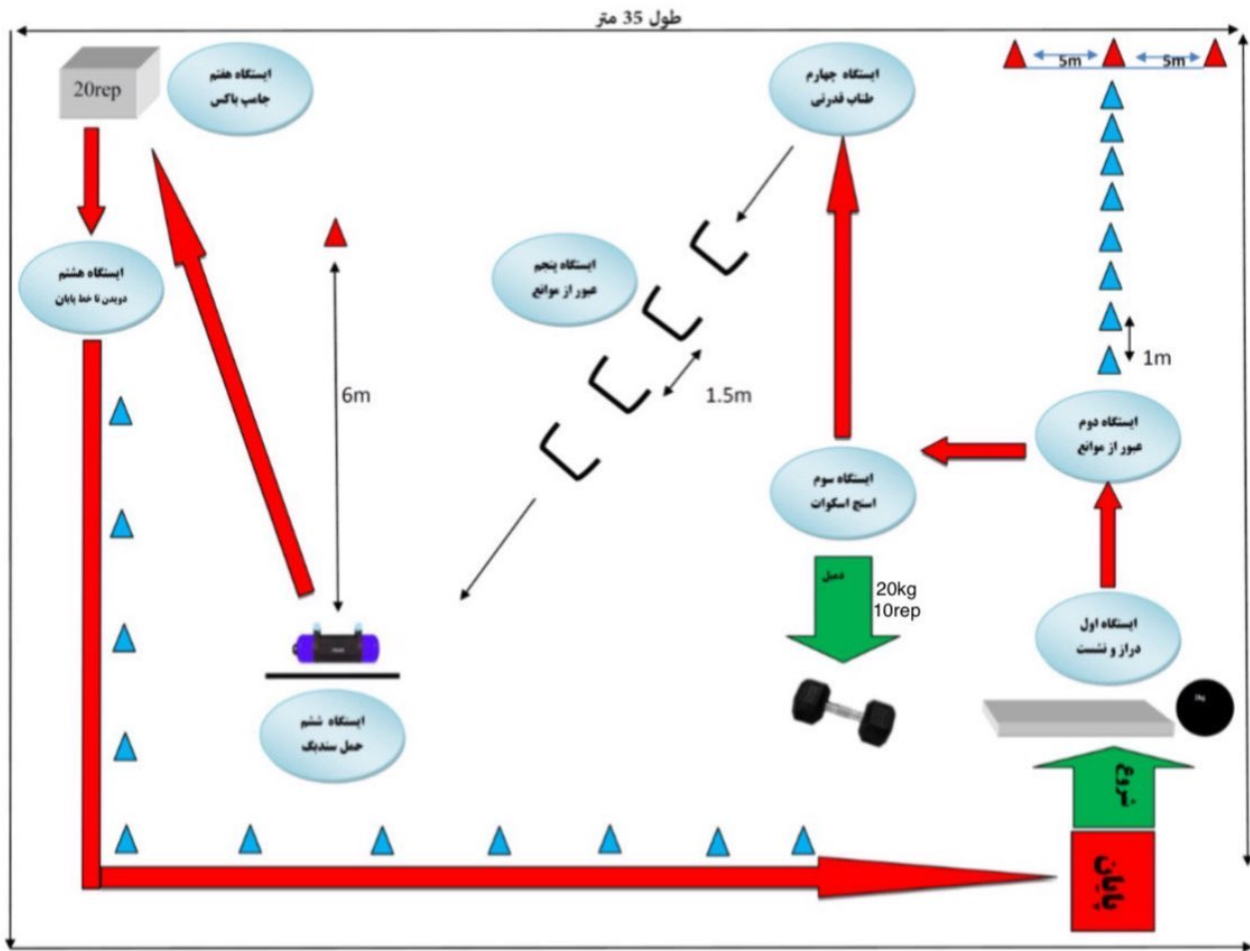 طول 35 متر
5m
5m
20rep
ایستگاه هفتم
جامپ باکس
ایستگاه چهارم
طناب قدرتی
ایستگاه هشتم
دویدن تا خط پایان
ایستگاه پنجم
عبور از موانع
1m
6m
1.5m
ایستگاه دوم
عبور از موانع
ایستگاه سوم
استچ اسکوات
دمبل
20kg
10rep
ایستگاه اول
دراز و نشست
ایستگاه ششم
حمل سندبگ
شروع
پایان